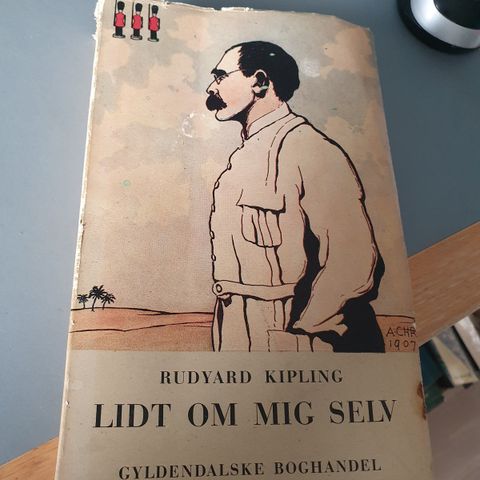 A·CHR
1907
RUDYARD KIPLING
LIDT OM MIG SELV
GYLDENDALSKE BOGHANDEL